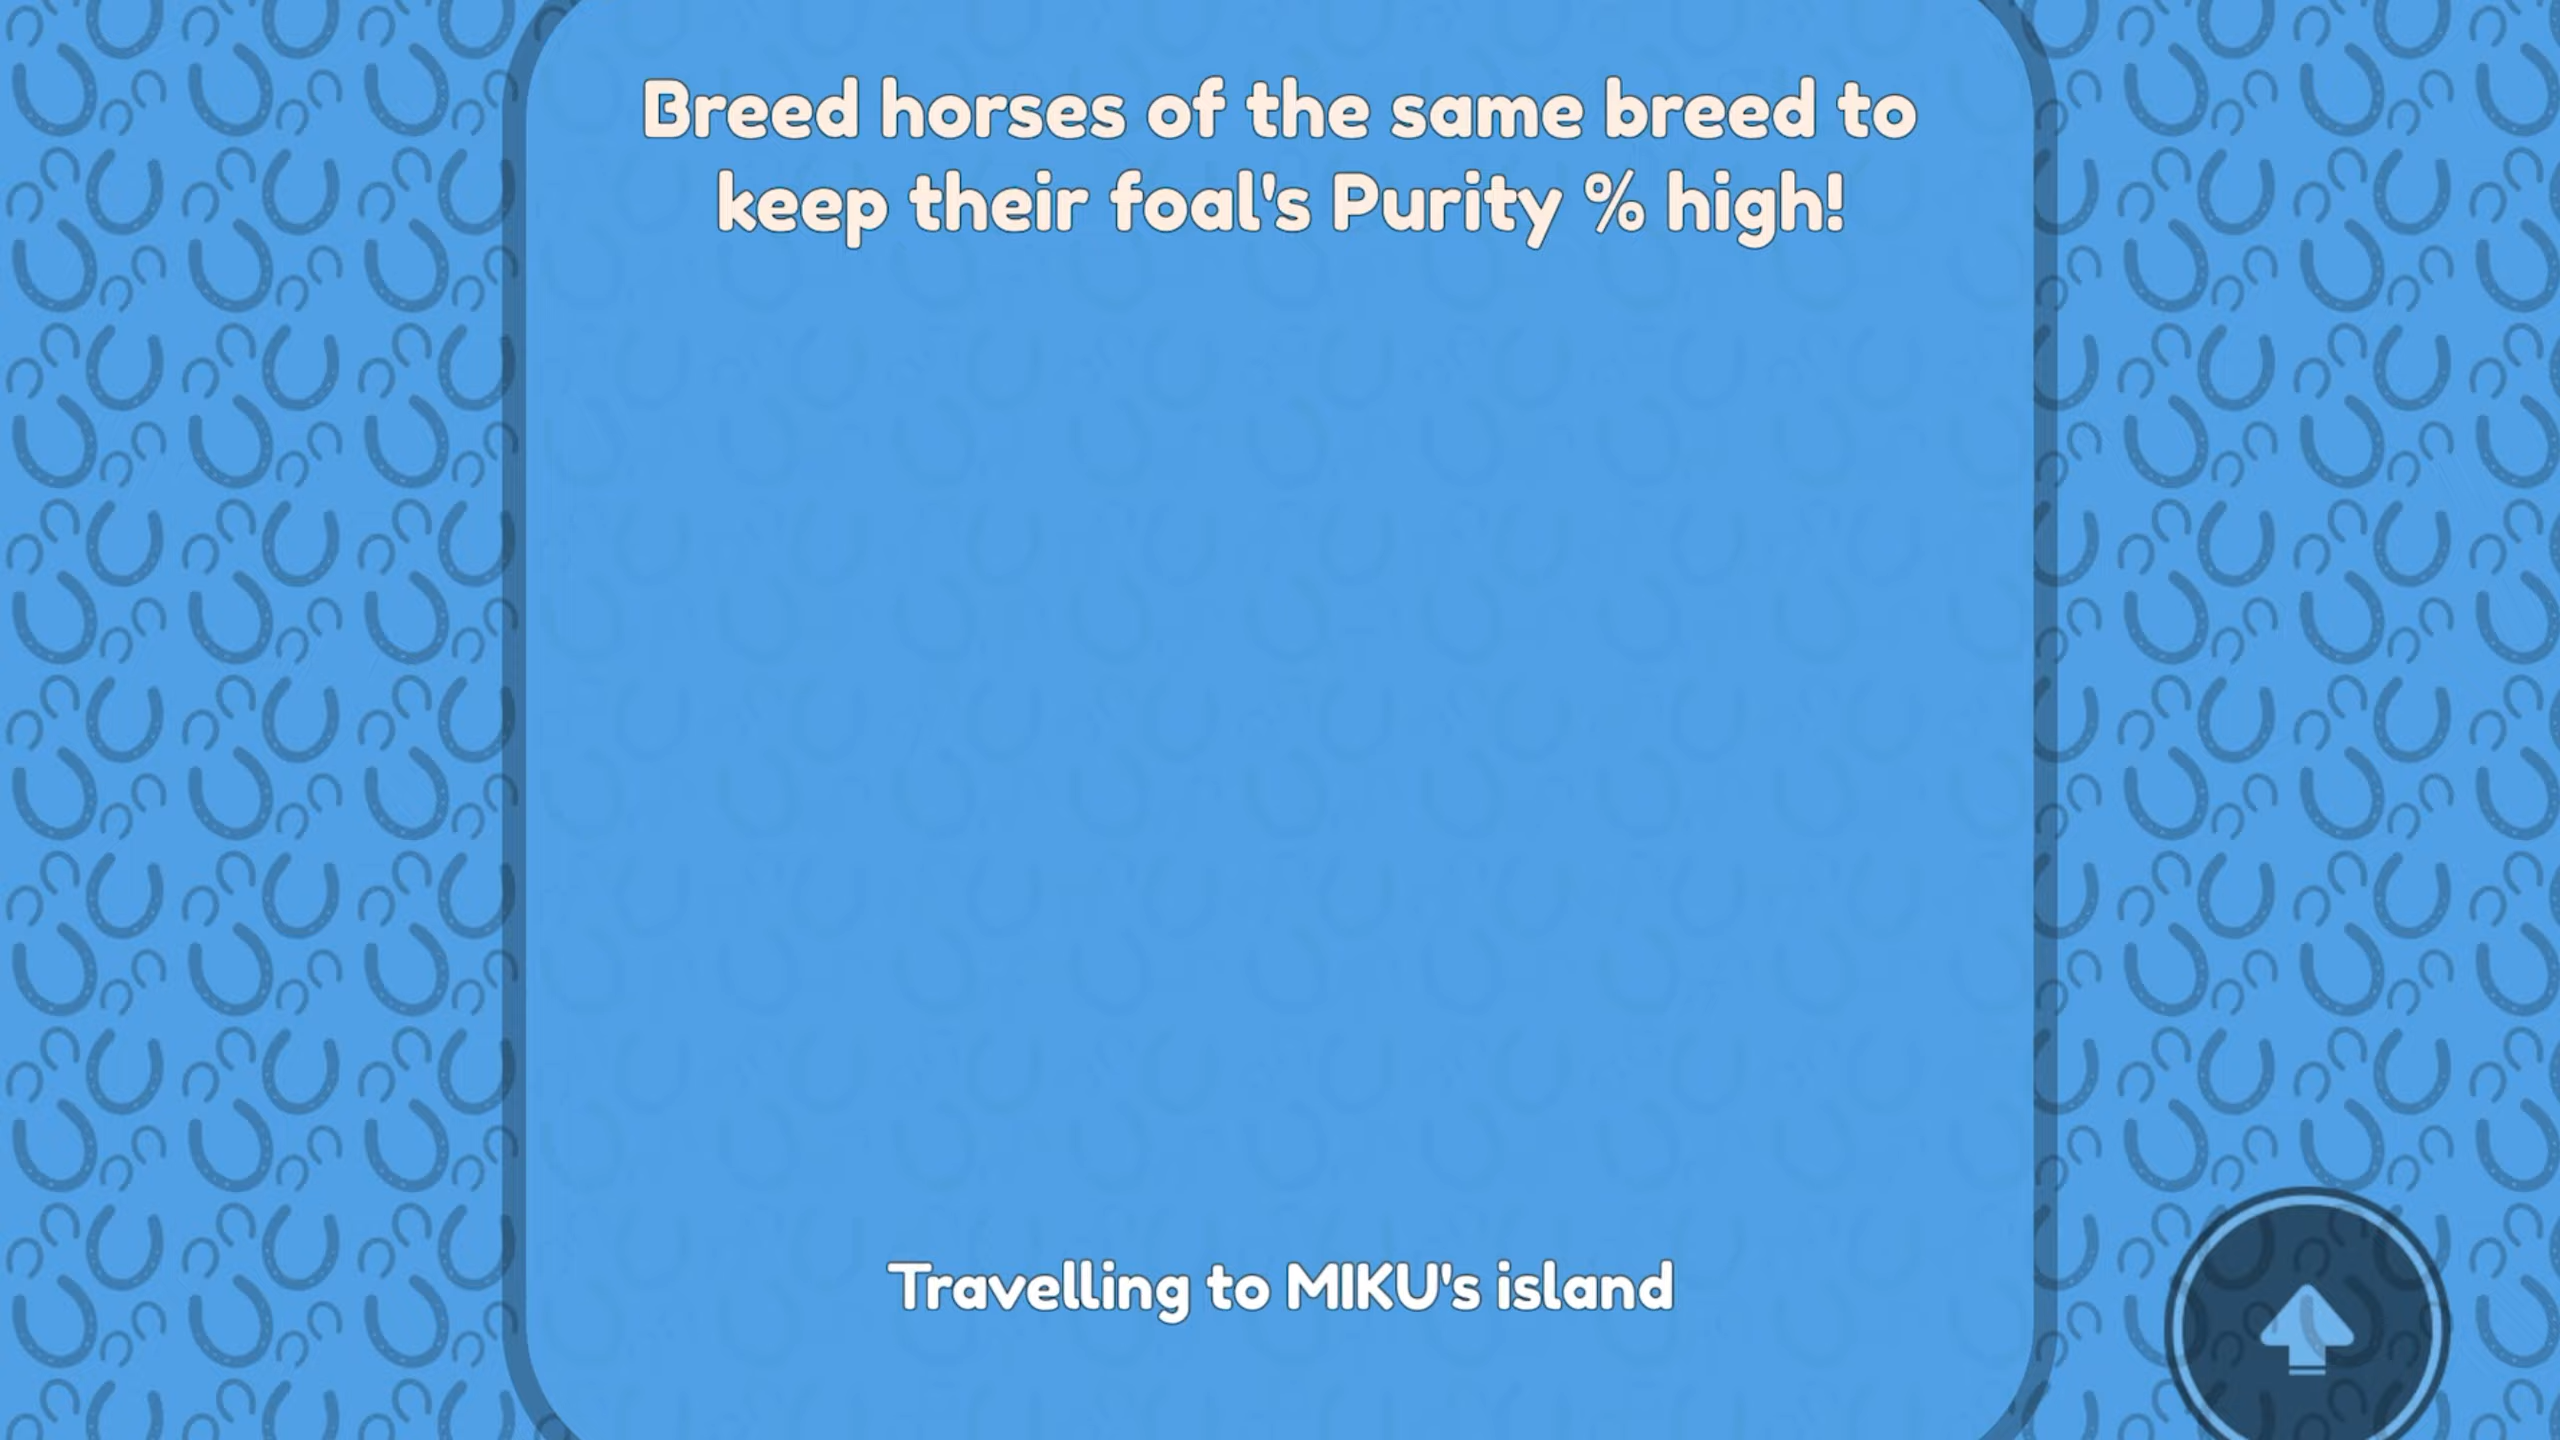 Breed horses of the same breed to
keep their foal's Purity % high!
Travelling to MIKU's island